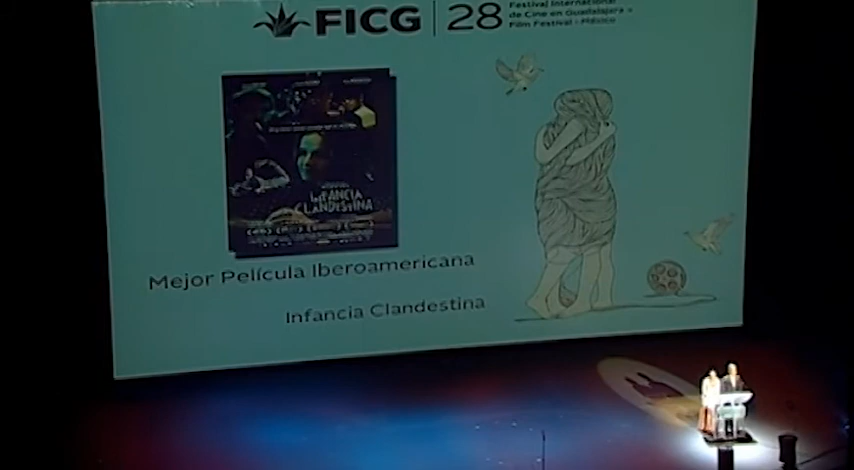 FICG 28
Festival Internacional
de Cine en Guadalajara
Film Festival - México
INFANCIA
CLANDESTINA
Mejor Película Iberoamericana
Infancia Clandestina